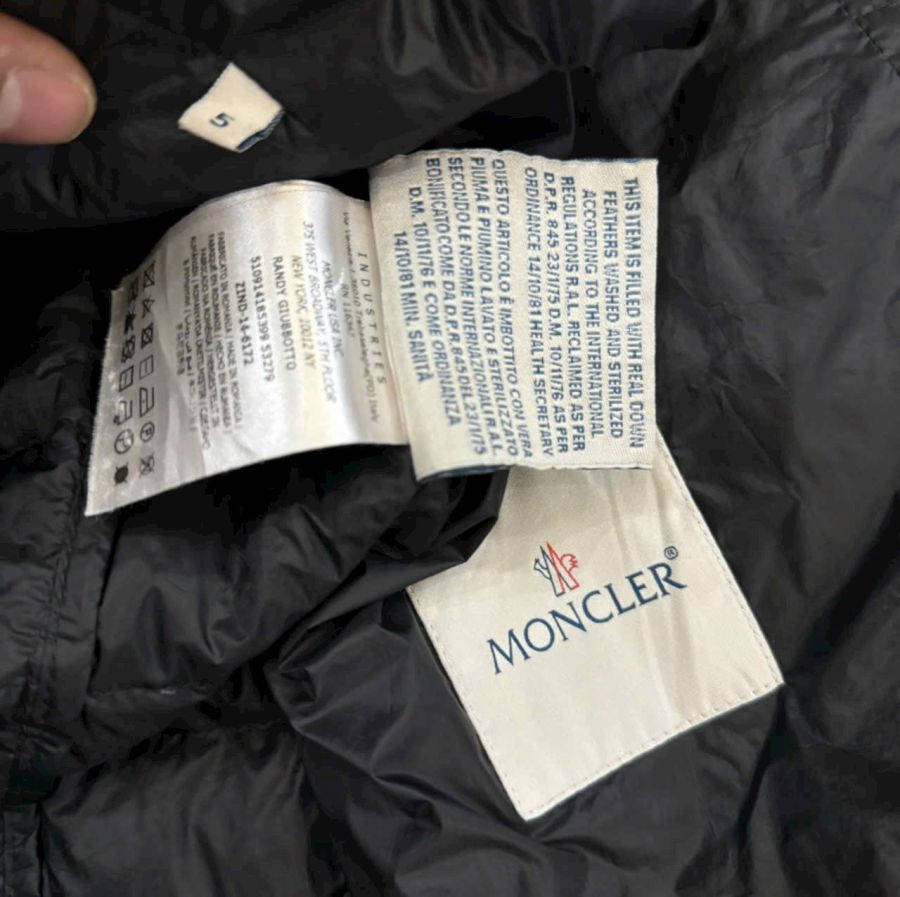 5
INDUSTRIES
MONCLER USA INC
375 WEST BROADWAY, 5TH FLOOR
NEW YORK, 10012 NY
RANDY GIUBBOTTO
ZIND-14-6172
THIS ITEM IS FILLED WITH REAL DOWN
FEATHERS WASHED AND STERILIZED
ACCORDING TO THE INTERNATIONAL
REGULATIONS R.A.L. RECLAIMED AS PER
D.P.R. 845 23/11/75 D.M. 10/11/76 AS PER
ORDINANCE 14/10/81 HEALTH SECRETARY
QUESTO ARTICOLO È IMBOTTITO CON VERA
PIUMA E PIUMINO LAVATO E STERILIZZATO
SECONDO LE NORME INTERNAZIONALI R.A.L.
BONIFICATO COME DA D.P.R. 845 DEL 23/11/75
D.M. 10/11/76 E COME ORDINANZA
14/10/81 MIN. SANITÀ
MONCLER®